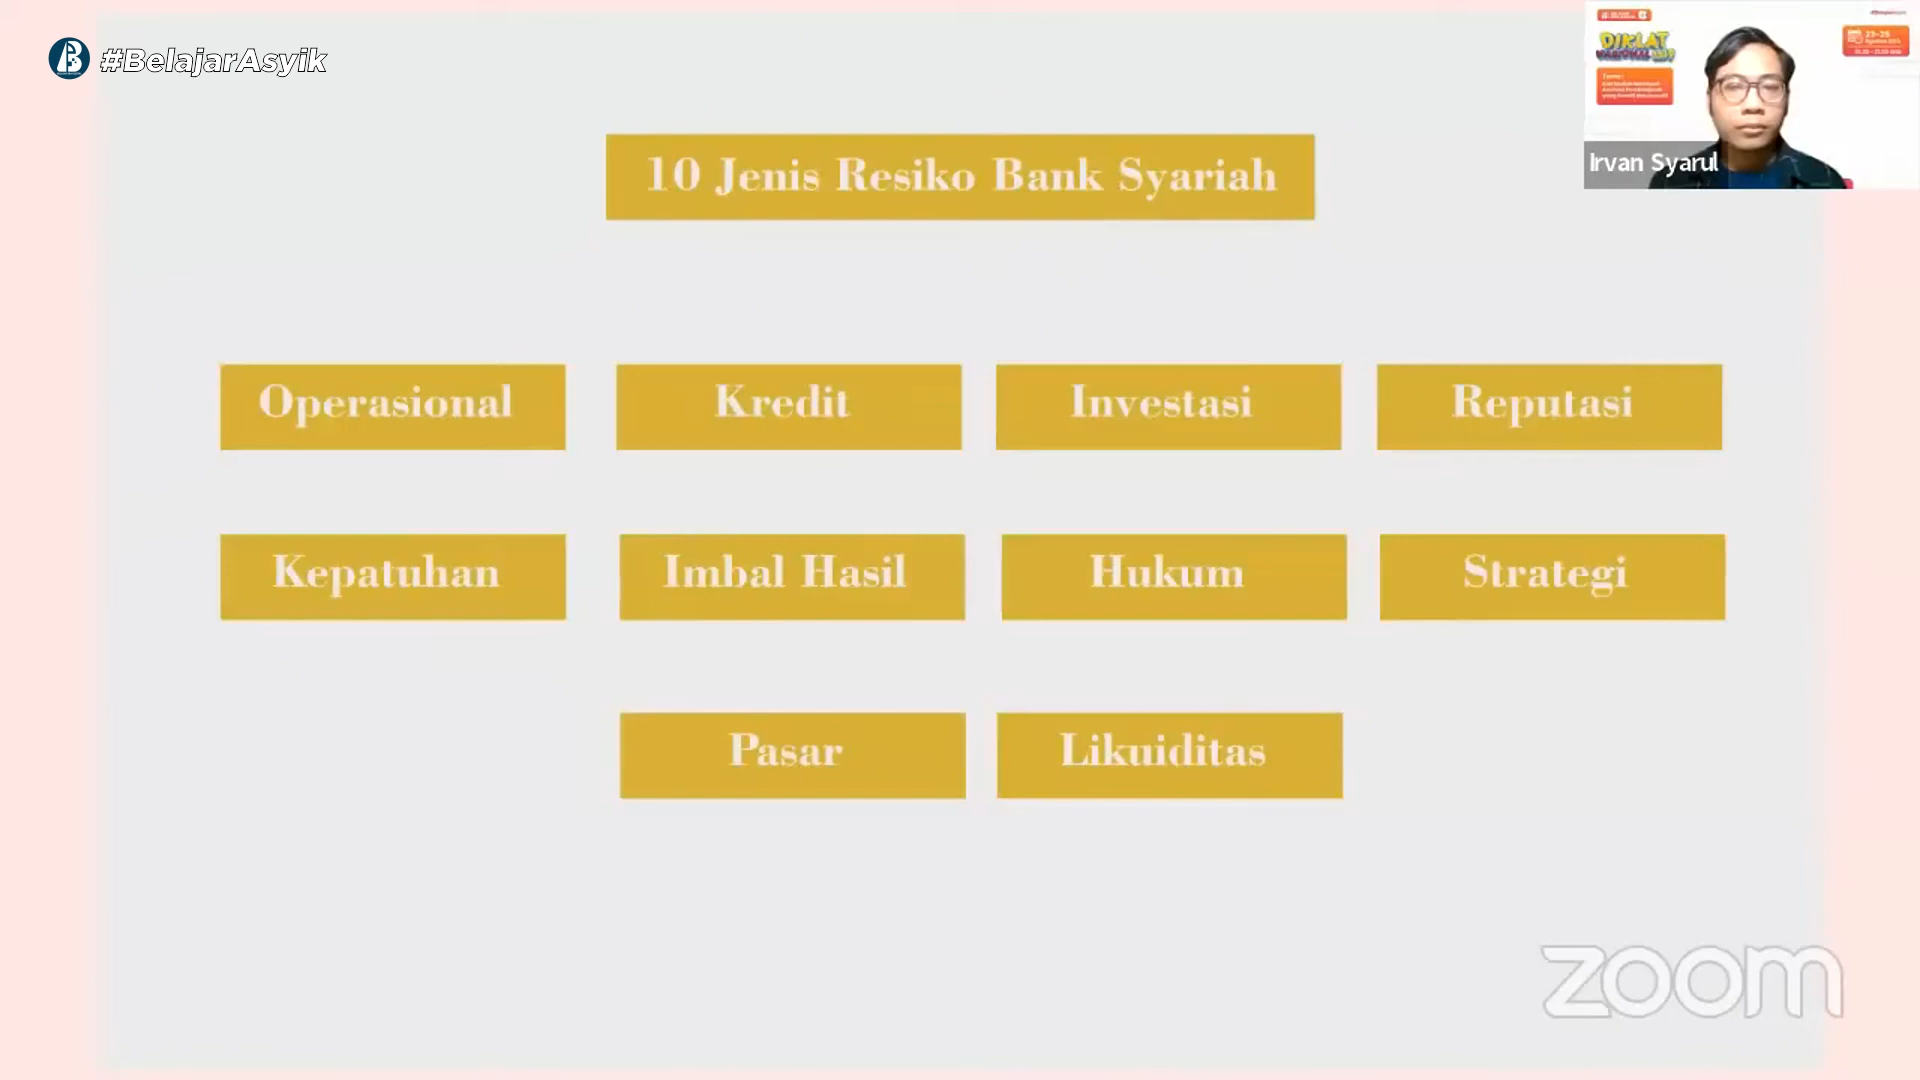 #BelajarAsyik
10 Jenis Resiko Bank Syariah
Operasional
Kredit
Investasi
Reputasi
Kepatuhan
Imbal Hasil
Hukum
Strategi
Pasar
Likuiditas
DIKLAT
Irvan Syarul
zoom